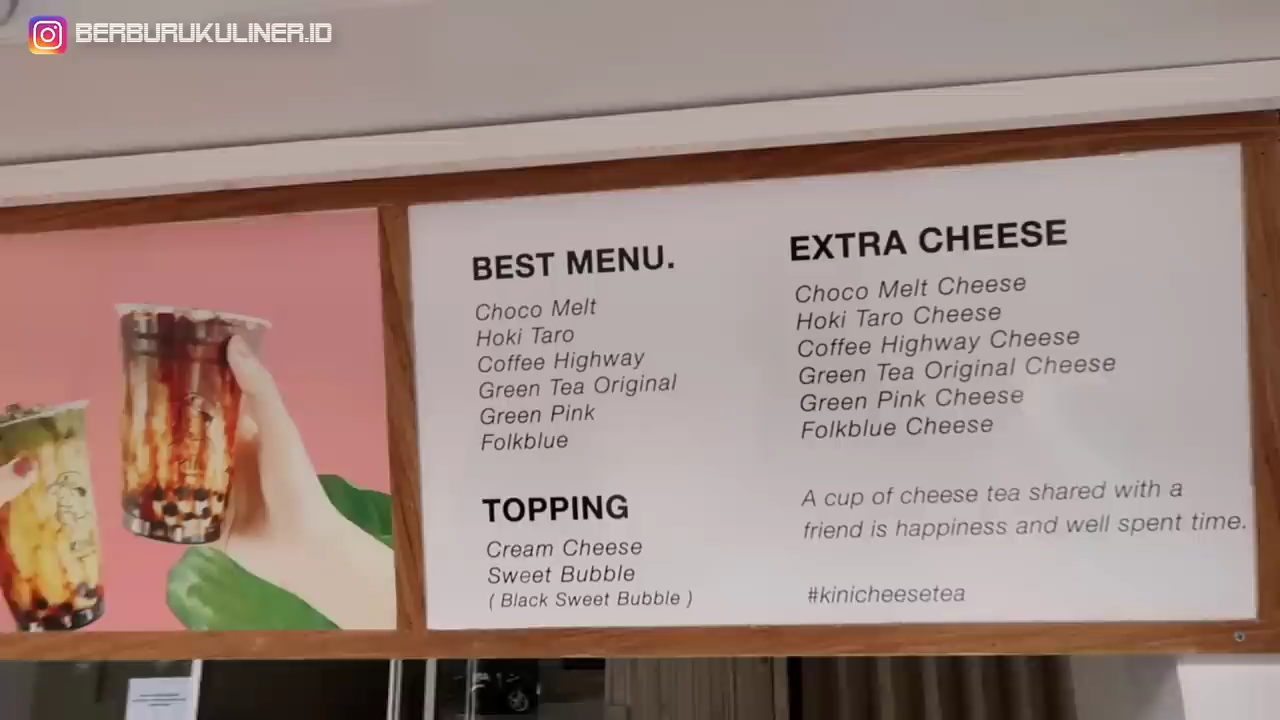 BERBURUKULINER.ID
BEST MENU.
Choco Melt
Hoki Taro
Coffee Highway
Green Tea Original
Green Pink
Folkblue
TOPPING
Cream Cheese
Sweet Bubble
( Black Sweet Bubble )
EXTRA CHEESE
Choco Melt Cheese
Hoki Taro Cheese
Coffee Highway Cheese
Green Tea Original Cheese
Green Pink Cheese
Folkblue Cheese
A cup of cheese tea shared with a
friend is happiness and well spent time.
#kinicheesetea